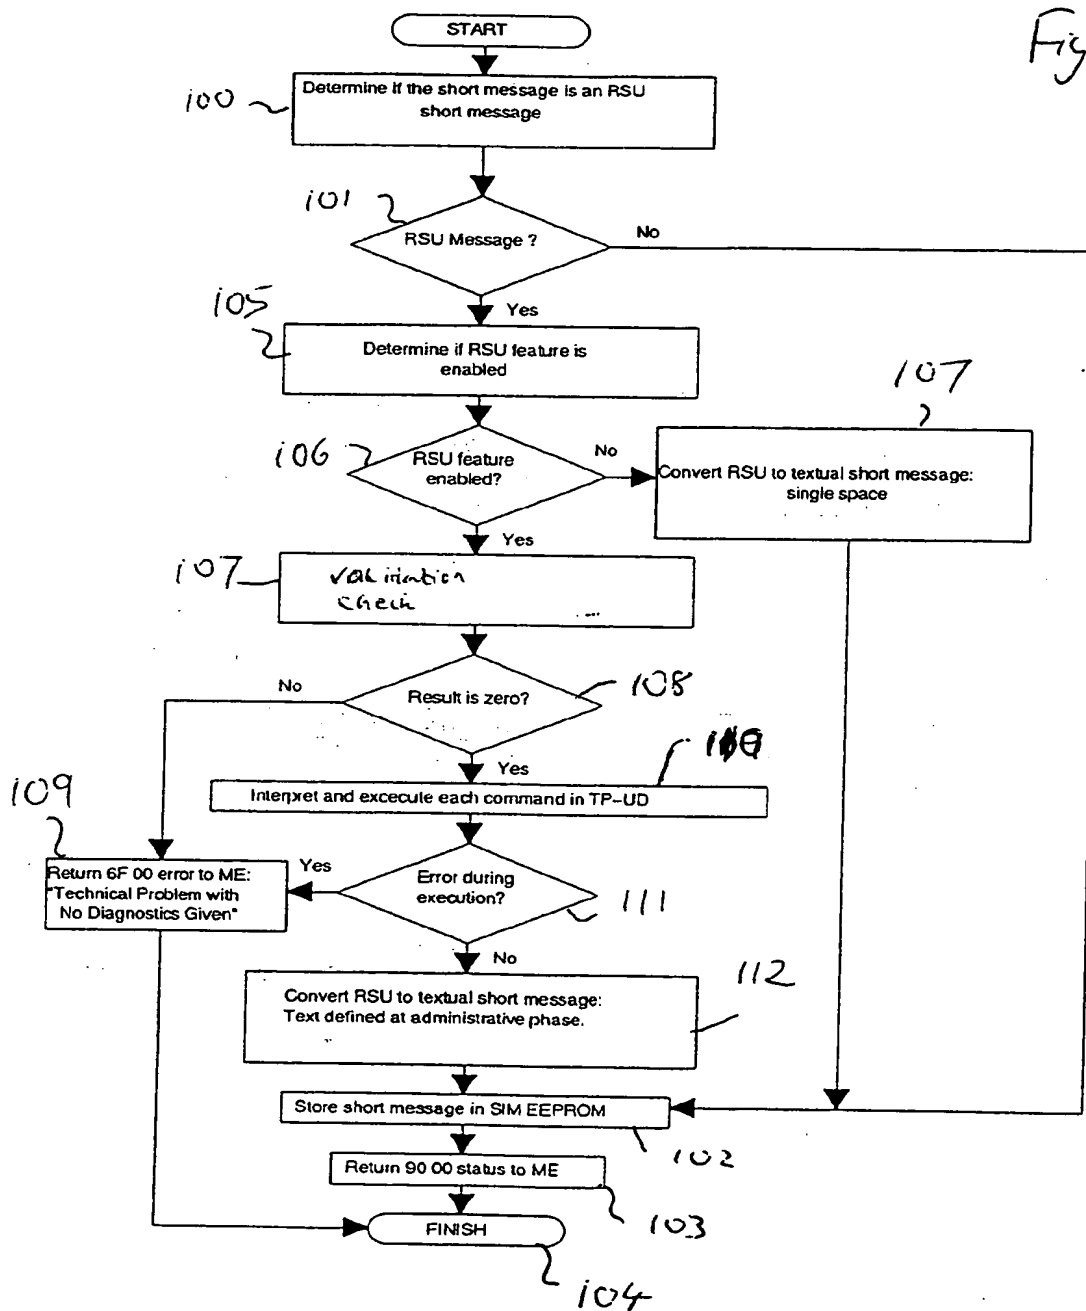 Fig
START
100
Determine if the short message is an RSU
short message
101
RSU Message ?
No
Yes
105
Determine if RSU feature is
enabled
107
106
RSU feature
enabled?
No
Convert RSU to textual short message:
single space
Yes
107
check
...
No
Result is zero?
108
Yes
Interpret and excecute each command in TP-UD
109
Return 6F 00 error to ME:
"Technical Problem with
No Diagnostics Given"
Yes
Error during
execution?
111
No
Convert RSU to textual short message:
Text defined at administrative phase.
112
Store short message in SIM EEPROM
102
Return 90 00 status to ME
103
FINISH
104